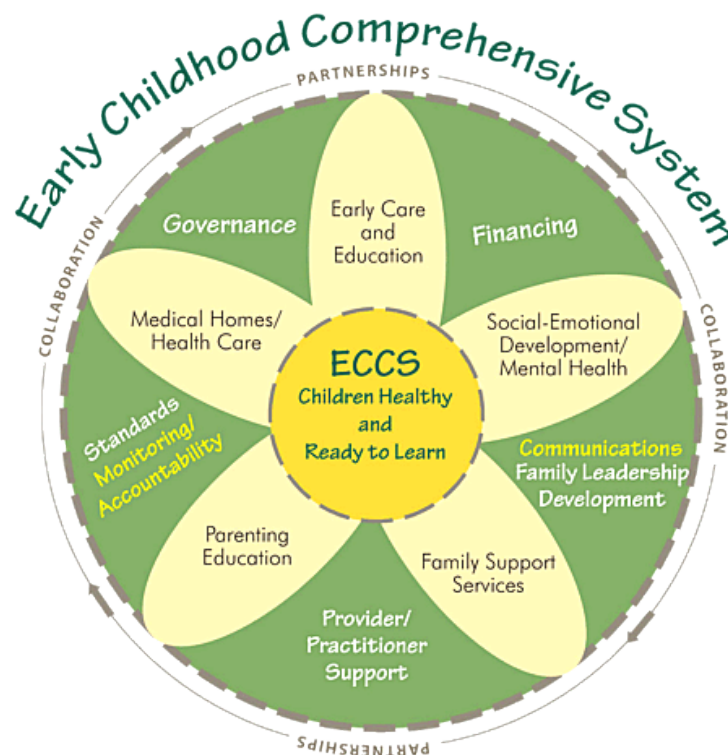 Early Childhood Comprehensive System
PARTNERSHIPS
COLLABORATION
COLLABORATION
Governance
Early Care
and
Education
Financing
Medical Homes/
Health Care
Social-Emotional
Development/
Mental Health
ECCS
Children Healthy
and
Ready to Learn
Standards
Monitoring/
Accountability
Communications
Family Leadership
Development
Parenting
Education
Family Support
Services
Provider/
Practitioner
Support
PARTNERSHIPS